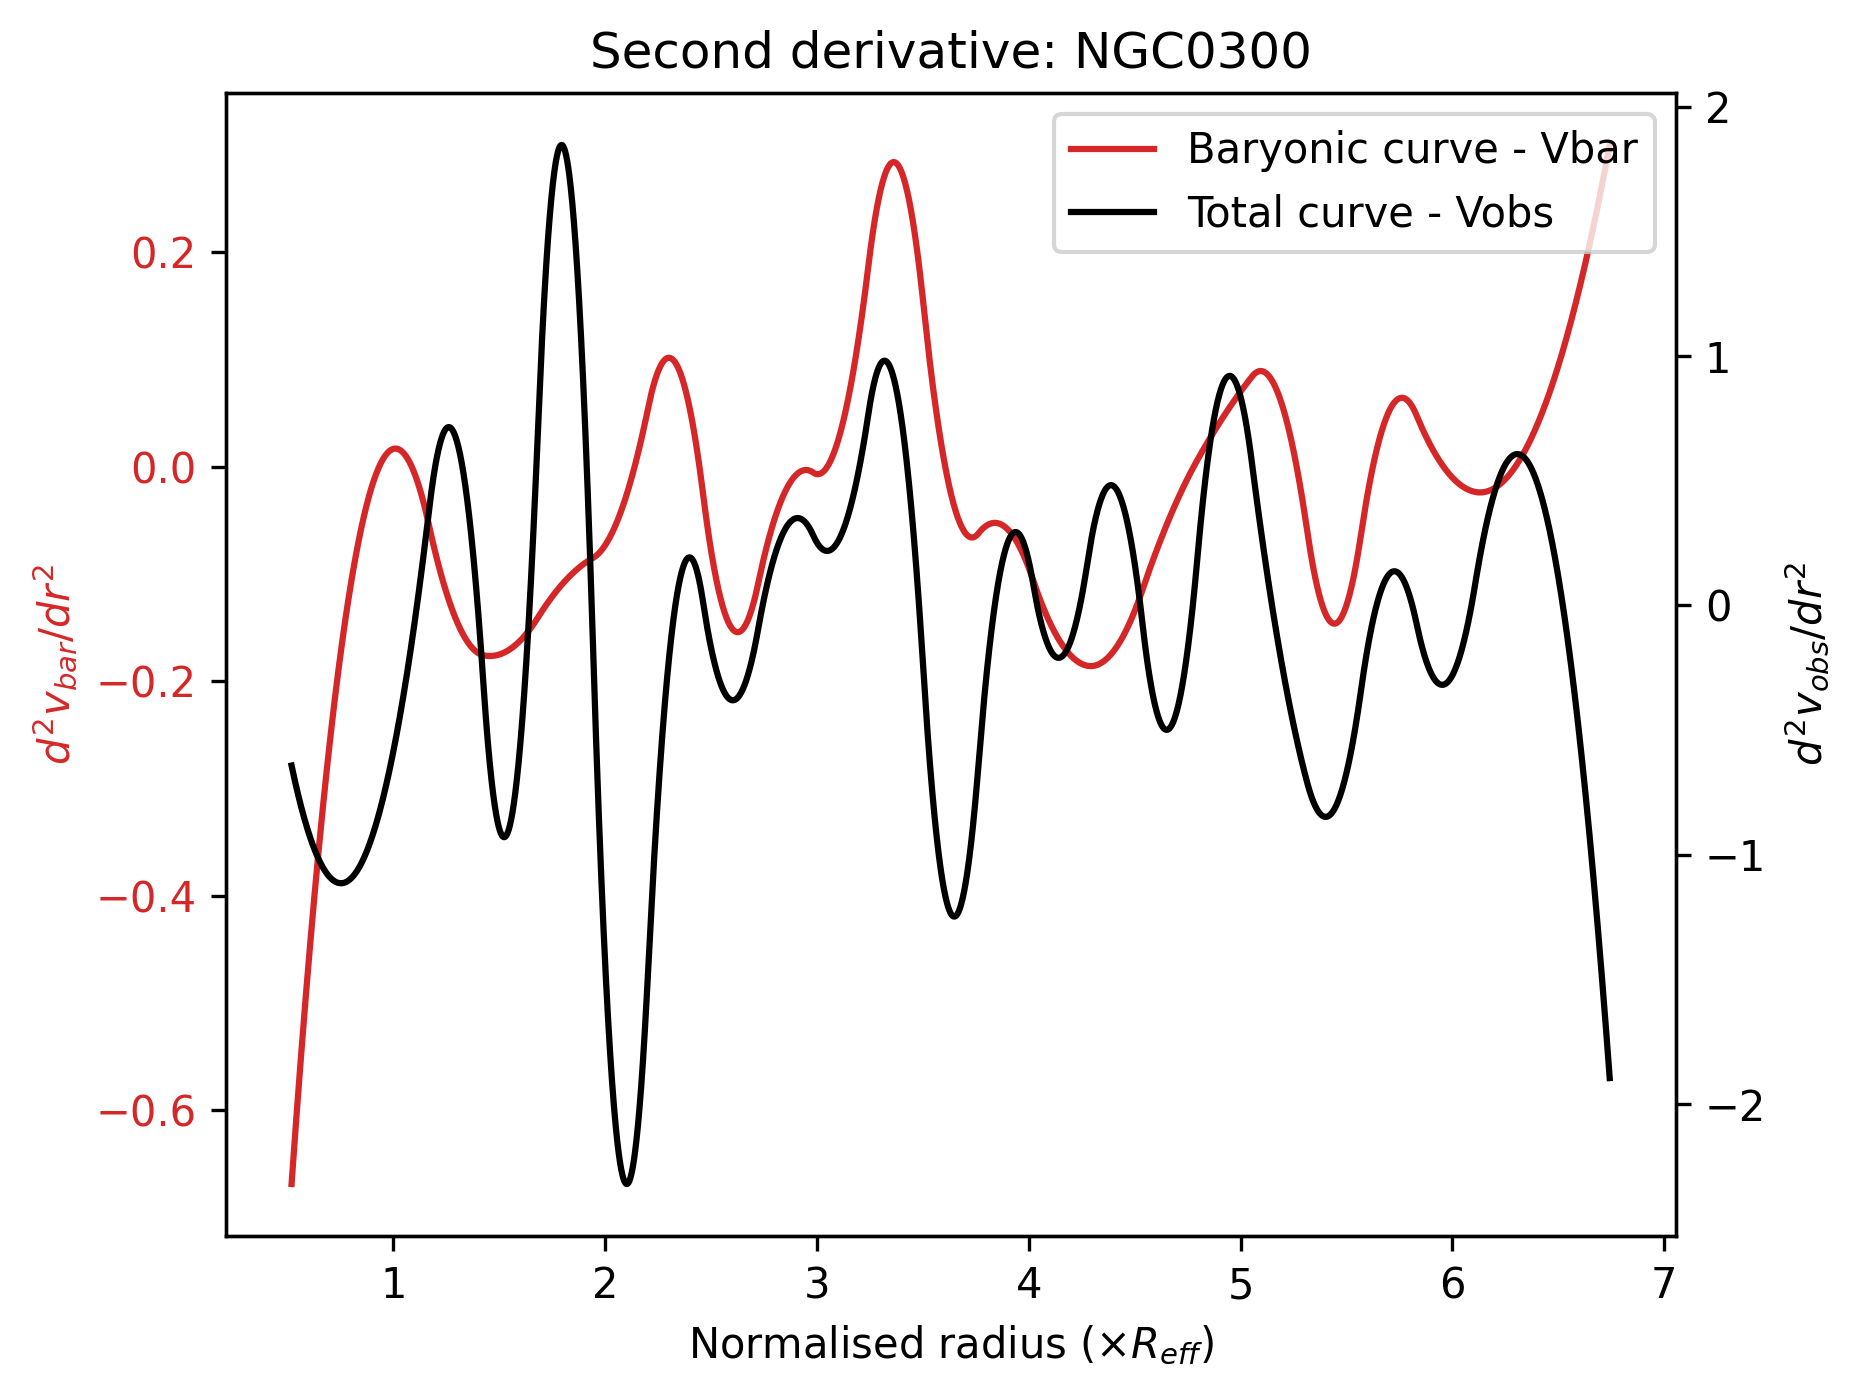 Second derivative: NGC0300
Baryonic curve - Vbar
Total curve - Vobs
0.2
0.0
−0.2
−0.4
−0.6
d²v_bar/dr²
2
1
0
−1
−2
d²v_obs/dr²
1 2 3 4 5 6 7
Normalised radius (×R_eff)